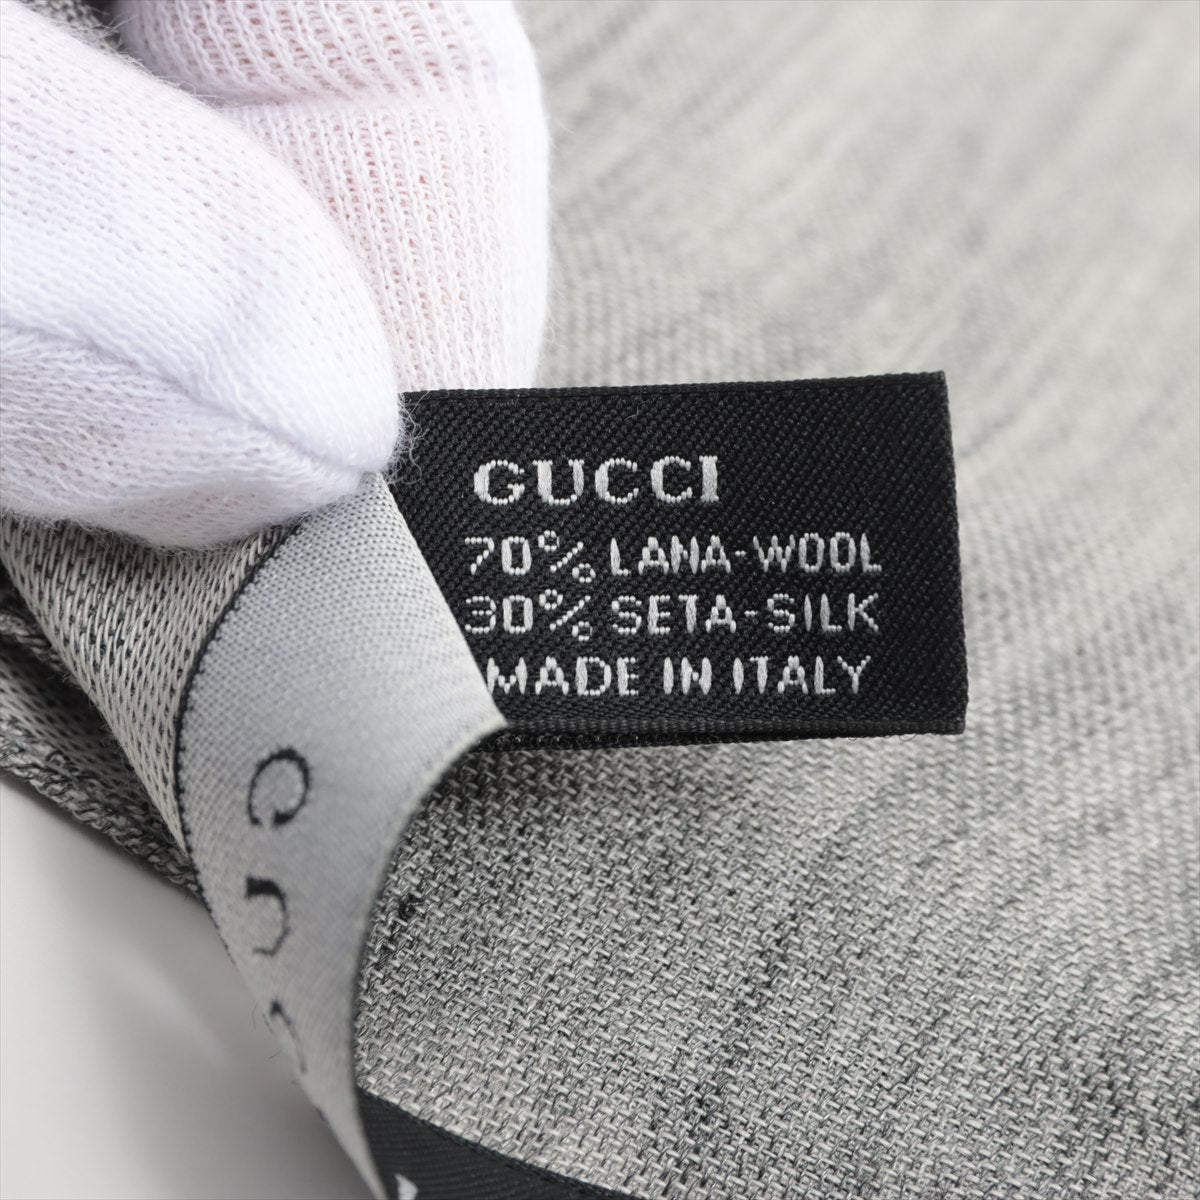 GUCCI
70% LANA-WOOL
30% SETA-SILK
MADE IN ITALY